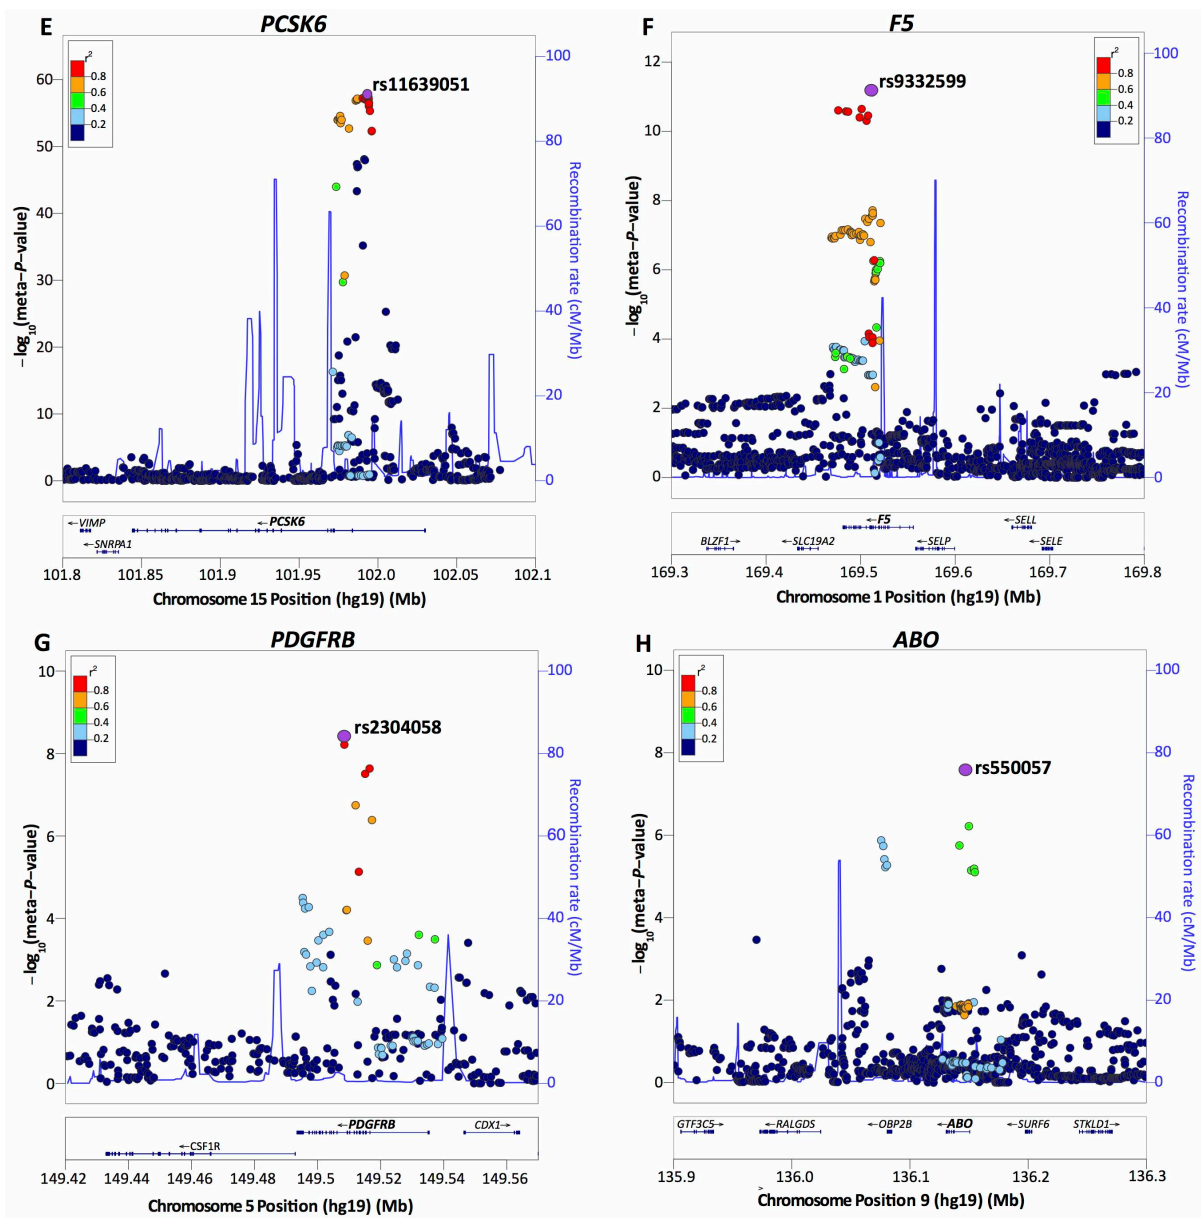 E
PCSK6
r2
0.8
0.6
0.4
0.2
rs11639051
60
50
40
30
20
10
0
100
80
60
40
20
0
−log10(meta−P−value)
Recombination rate (cM/Mb)
←VIMP
←PCSK6
←SNRPA1
101.8 101.85 101.9 101.95 102.0 102.05 102.1
Chromosome 15 Position (hg19) (Mb)
F
F5
r2
0.8
0.6
0.4
0.2
rs9332599
12
10
8
6
4
2
0
100
80
60
40
20
0
−log10(meta−P−value)
Recombination rate (cM/Mb)
←F5
←SELL
BLZF1→
←SLC19A2
←SELP
←SELE
169.3 169.4 169.5 169.6 169.7 169.8
Chromosome 1 Position (hg19) (Mb)
G
PDGFRB
r2
0.8
0.6
0.4
0.2
rs2304058
10
8
6
4
2
0
100
80
60
40
20
0
−log10(meta−P−value)
Recombination rate (cM/Mb)
←PDGFRB
CDX1→
←CSF1R
149.42 149.44 149.46 149.48 149.5 149.52 149.54 149.56
Chromosome 5 Position (hg19) (Mb)
H
ABO
r2
0.8
0.6
0.4
0.2
rs550057
10
8
6
4
2
0
100
80
60
40
20
0
−log10(meta−P−value)
Recombination rate (cM/Mb)
GTF3C5→
←RALGDS
←OBP2B
←ABO
←SURF6
STKLD1→
135.9 136.0 136.1 136.2 136.3
>
Chromosome Position 9 (hg19) (Mb)